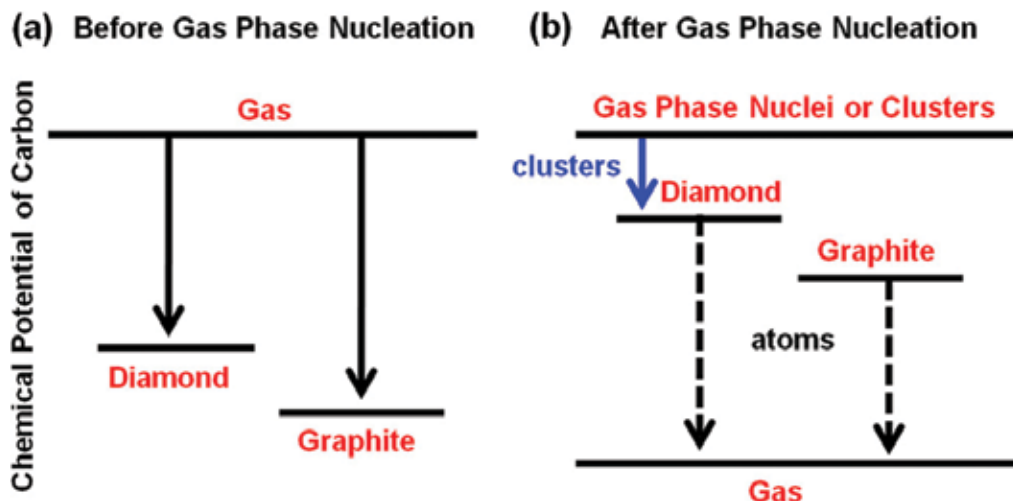 (a) Before Gas Phase Nucleation
Chemical Potential of Carbon
Gas
Diamond
Graphite
(b) After Gas Phase Nucleation
Gas Phase Nuclei or Clusters
clusters
Diamond
Graphite
atoms
Gas